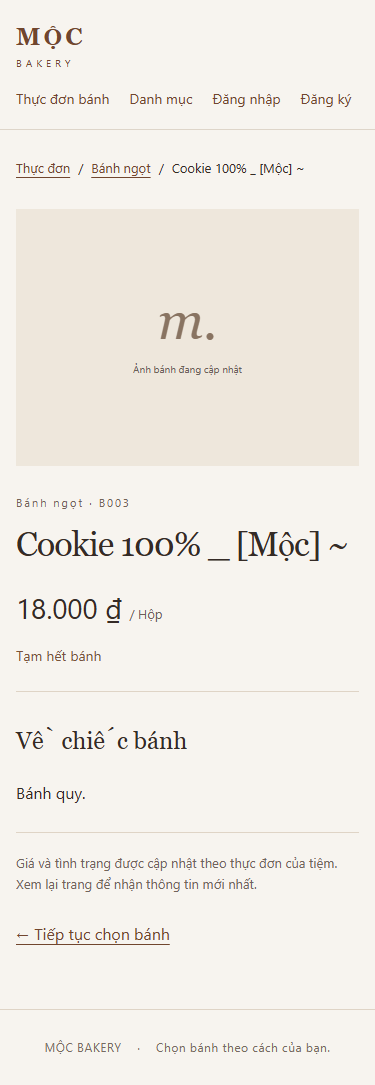 MỘC
BAKERY
Thực đơn bánh Danh mục Đăng nhập Đăng ký
Thực đơn / Bánh ngọt / Cookie 100% _ [Mộc] ~
m.
Ảnh bánh đang cập nhật
Bánh ngọt · B003
Cookie 100% _ [Mộc] ~
18.000 ₫ / Hộp
Tạm hết bánh
Về chiếc bánh
Bánh quy.
Giá và tình trạng được cập nhật theo thực đơn của tiệm.
Xem lại trang để nhận thông tin mới nhất.
← Tiếp tục chọn bánh
MỘC BAKERY · Chọn bánh theo cách của bạn.